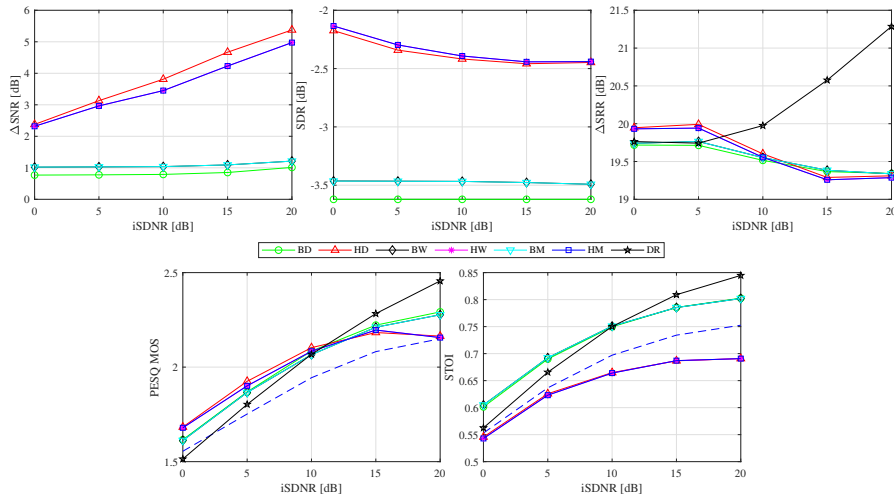 6
5
4
3
2
1
0
0 5 10 15 20
iSDNR [dB]
Δ SNR [dB]
-2
-2.5
-3
-3.5
0 5 10 15 20
iSDNR [dB]
SDR [dB]
21.5
21
20.5
20
19.5
19
0 5 10 15 20
iSDNR [dB]
Δ SRR [dB]
BD HD BW HW BM HM DR
2.5
2
1.5
0 5 10 15 20
iSDNR [dB]
PESQ MOS
0.85
0.8
0.75
0.7
0.65
0.6
0.55
0.5
0 5 10 15 20
iSDNR [dB]
STOI